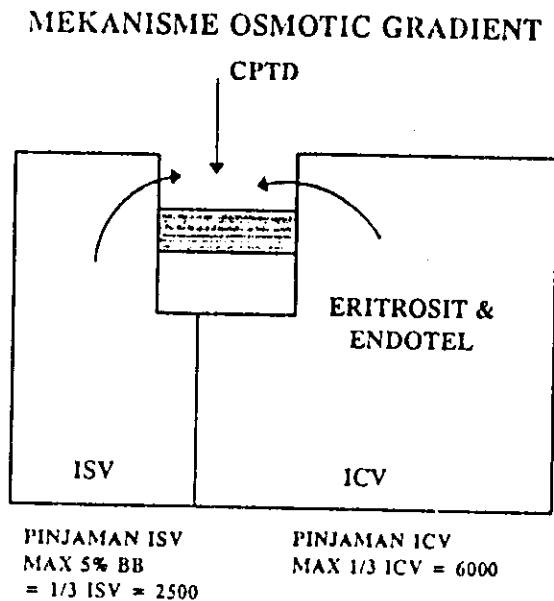 MEKANISME OSMOTIC GRADIENT
CPTD
ERITROSIT &
ENDOTEL
ISV
ICV
PINJAMAN ISV
MAX 5% BB
= 1/3 ISV = 2500
PINJAMAN ICV
MAX 1/3 ICV = 6000